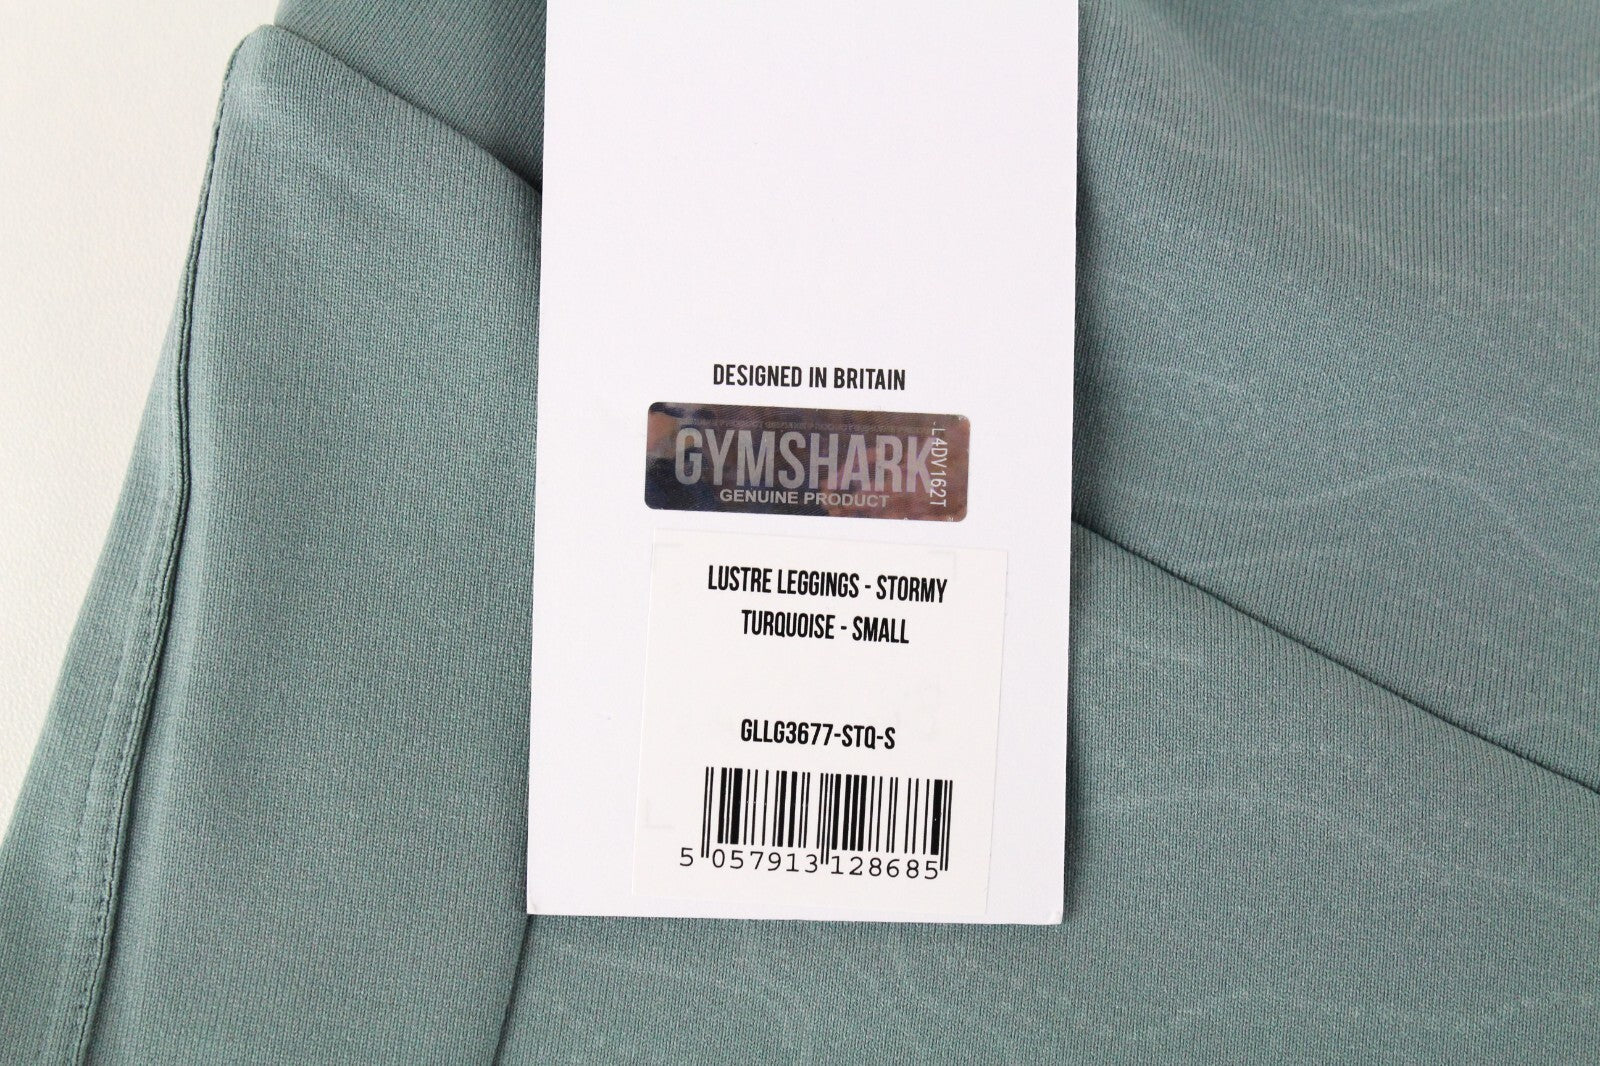 DESIGNED IN BRITAIN
GYMSHARK
GENUINE PRODUCT
L4DV162T
LUSTRE LEGGINGS - STORMY
TURQUOISE - SMALL
GLLG3677-STQ-S
5 057913 128685